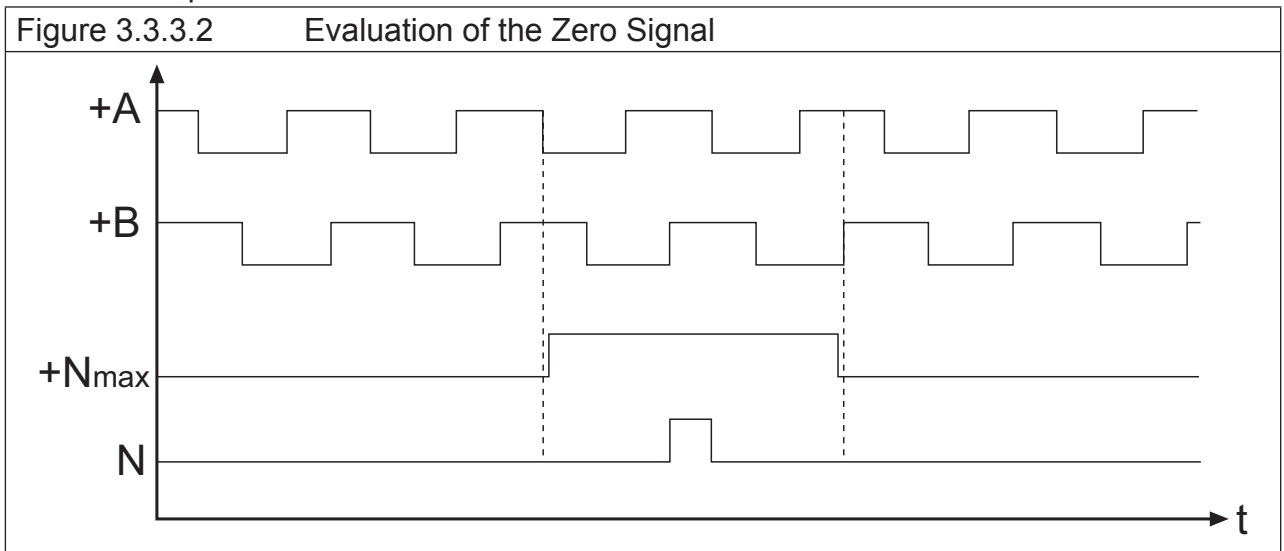 Figure 3.3.3.2 Evaluation of the Zero Signal
+A
+B
+Nmax
N
t